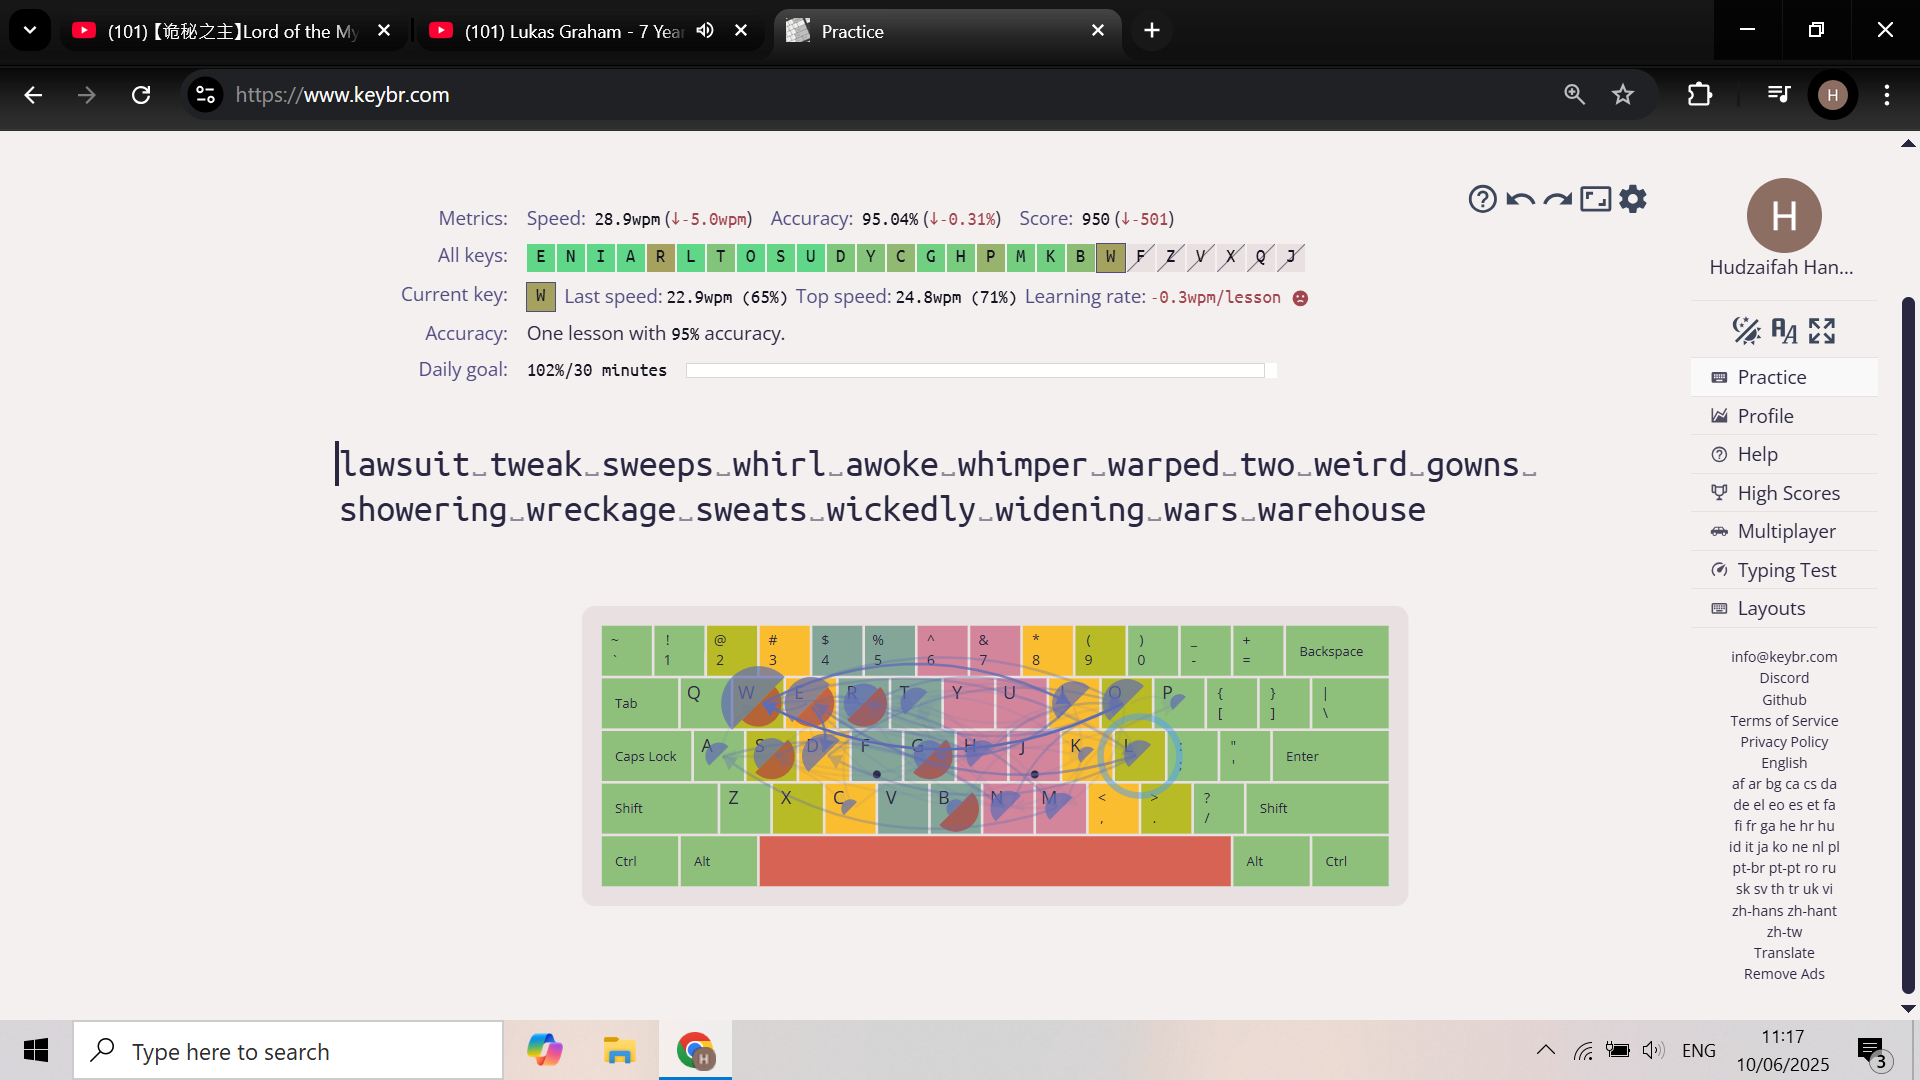 (101)【诡秘之主】Lord of the My
(101) Lukas Graham - 7 Year
Practice
https://www.keybr.com
H
Metrics: Speed: 28.9wpm (↓-5.0wpm) Accuracy: 95.04% (↓-0.31%) Score: 950 (↓-501)
All keys: E N I A R L T O S U D Y C G H P M K B W F Z V X Q J
Current key: W Last speed: 22.9wpm (65%) Top speed: 24.8wpm (71%) Learning rate: -0.3wpm/lesson
Accuracy: One lesson with 95% accuracy.
Daily goal: 102%/30 minutes
lawsuit␣tweak␣sweeps␣whirl␣awoke␣whimper␣warped␣two␣weird␣gowns␣
showering␣wreckage␣sweats␣wickedly␣widening␣wars␣warehouse
~ ! @ # $ % ^ & * ( ) _ +
` 1 2 3 4 5 6 7 8 9 0 - = Backspace
Tab Q W E R T Y U I O P { [ } ] | \
Caps Lock A S D F G H J K L : ; " ' Enter
Shift Z X C V B N M < , > . ? / Shift
Ctrl Alt Alt Ctrl
H
Hudzaifah Han...
Practice
Profile
Help
High Scores
Multiplayer
Typing Test
Layouts
info@keybr.com
Discord
Github
Terms of Service
Privacy Policy
English
af ar bg ca cs da
de el eo es et fa
fi fr ga he hr hu
id it ja ko ne nl pl
pt-br pt-pt ro ru
sk sv th tr uk vi
zh-hans zh-hant
zh-tw
Translate
Remove Ads
Type here to search
H
ENG
11:17
10/06/2025
3